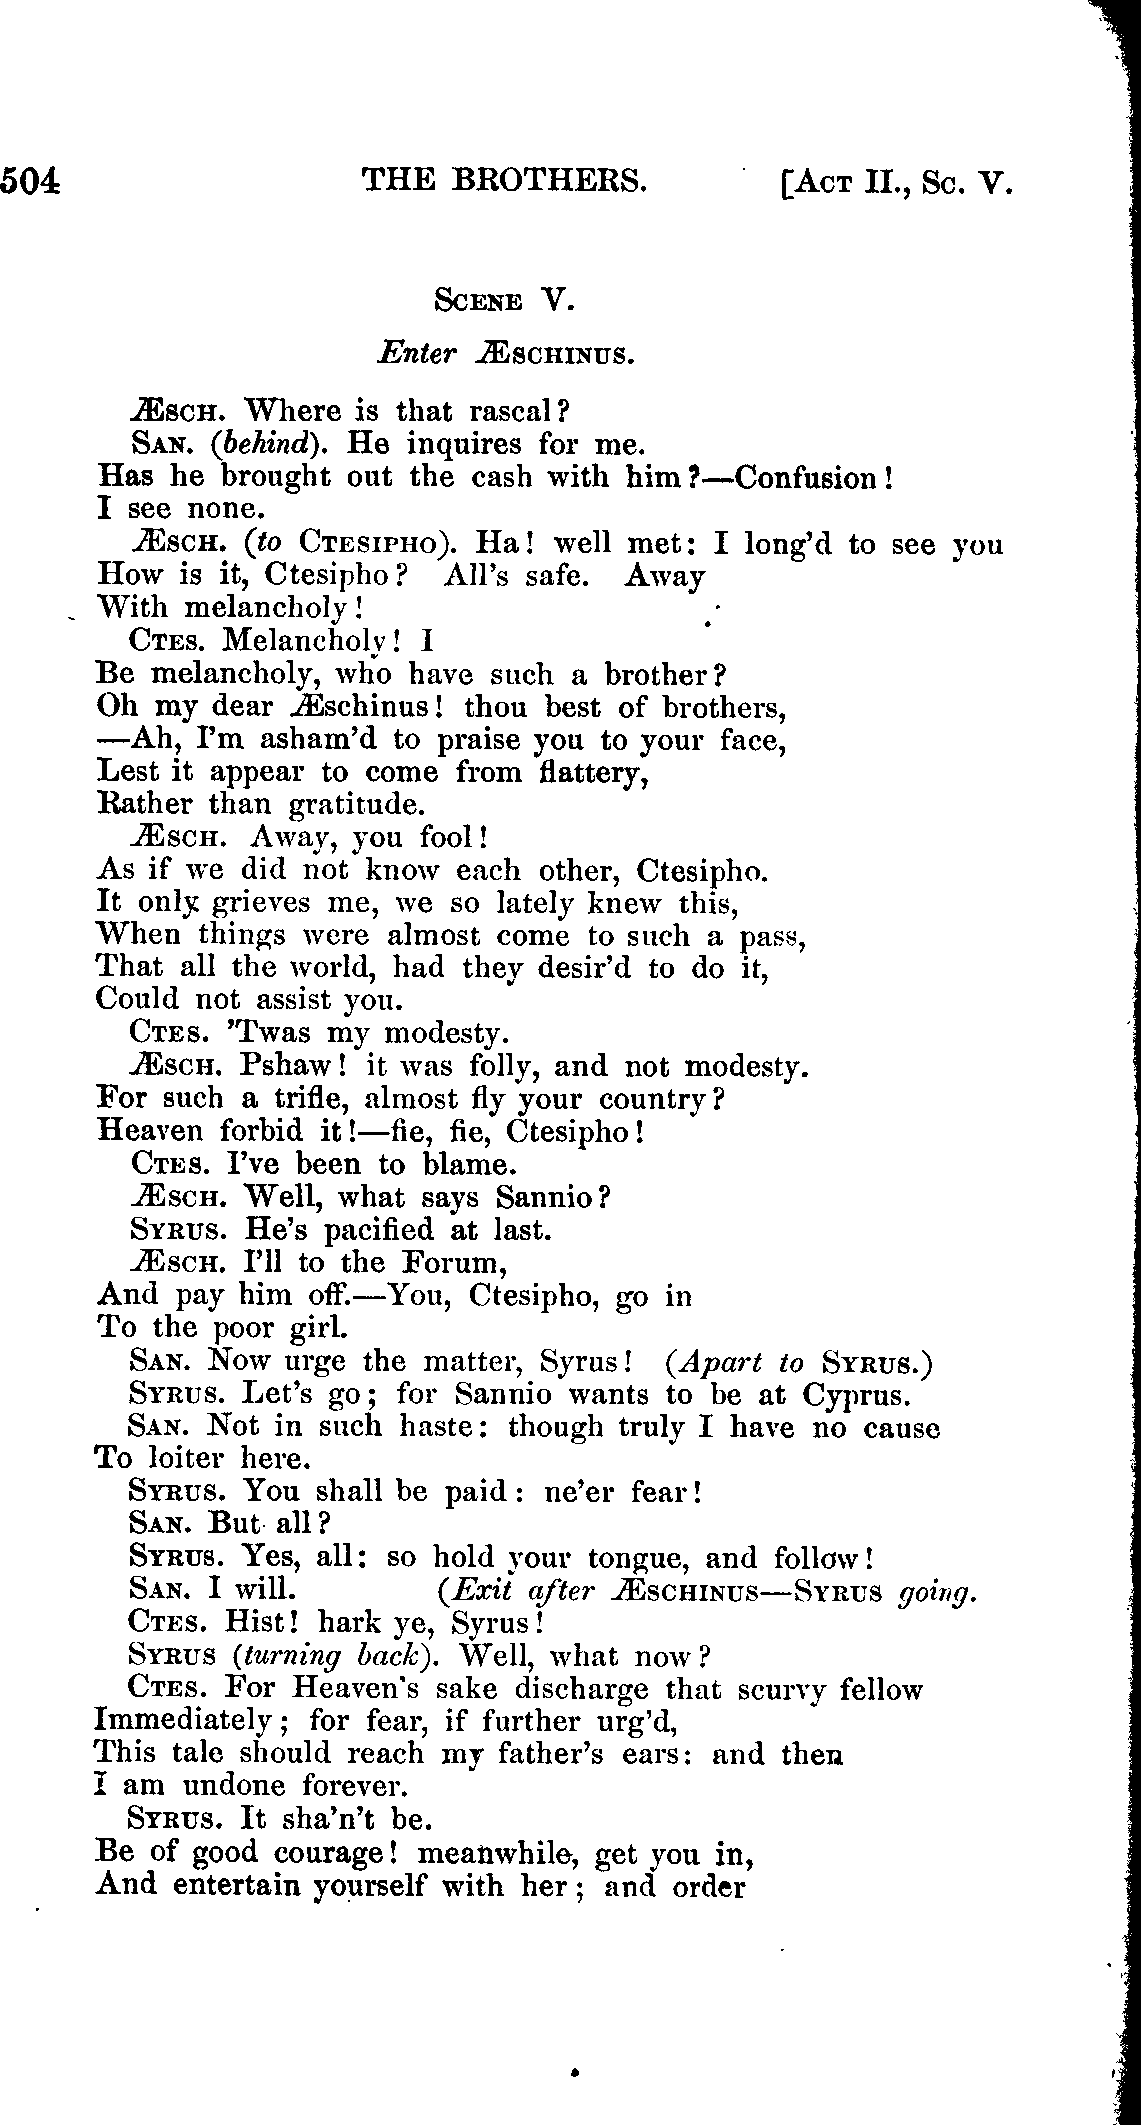 504 THE BROTHERS. [ACT II., Sc. V.
SCENE V.
Enter ÆSCHINUS.
ÆSCH. Where is that rascal?
SAN. (behind). He inquires for me.
Has he brought out the cash with him?—Confusion!
I see none.
ÆSCH. (to CTESIPHO). Ha! well met: I long'd to see you
How is it, Ctesipho? All's safe. Away
With melancholy!
CTES. Melancholy! I
Be melancholy, who have such a brother?
Oh my dear Æschinus! thou best of brothers,
—Ah, I'm asham'd to praise you to your face,
Lest it appear to come from flattery,
Rather than gratitude.
ÆSCH. Away, you fool!
As if we did not know each other, Ctesipho.
It only grieves me, we so lately knew this,
When things were almost come to such a pass,
That all the world, had they desir'd to do it,
Could not assist you.
CTES. 'Twas my modesty.
ÆSCH. Pshaw! it was folly, and not modesty.
For such a trifle, almost fly your country?
Heaven forbid it!—fie, fie, Ctesipho!
CTES. I've been to blame.
ÆSCH. Well, what says Sannio?
SYRUS. He's pacified at last.
ÆSCH. I'll to the Forum,
And pay him off.—You, Ctesipho, go in
To the poor girl.
SAN. Now urge the matter, Syrus! (Apart to SYRUS.)
SYRUS. Let's go; for Sannio wants to be at Cyprus.
SAN. Not in such haste: though truly I have no cause
To loiter here.
SYRUS. You shall be paid: ne'er fear!
SAN. But all?
SYRUS. Yes, all: so hold your tongue, and follow!
SAN. I will. (Exit after ÆSCHINUS—SYRUS going.
CTES. Hist! hark ye, Syrus!
SYRUS (turning back). Well, what now?
CTES. For Heaven's sake discharge that scurvy fellow
Immediately; for fear, if further urg'd,
This tale should reach my father's ears: and then
I am undone forever.
SYRUS. It sha'n't be.
Be of good courage! meanwhile, get you in,
And entertain yourself with her; and order